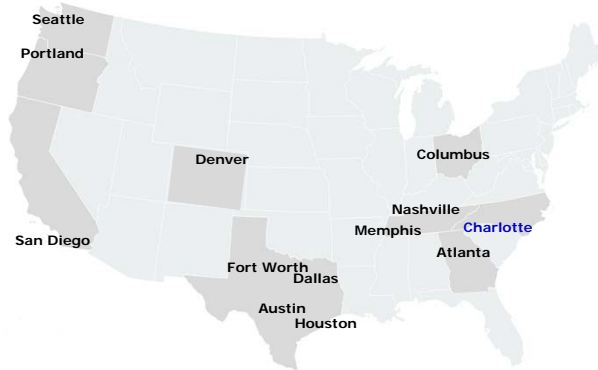 Seattle
Portland
Denver
Columbus
Nashville
Memphis
Charlotte
San Diego
Atlanta
Fort Worth
Dallas
Austin
Houston